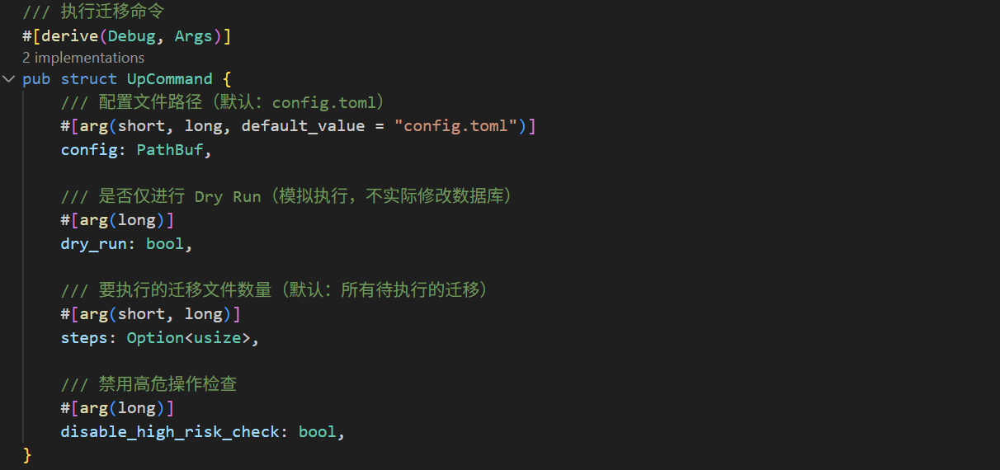 /// 执行迁移命令
#[derive(Debug, Args)]
2 implementations
pub struct UpCommand {
    /// 配置文件路径（默认：config.toml）
    #[arg(short, long, default_value = "config.toml")]
    config: PathBuf,

    /// 是否仅进行 Dry Run（模拟执行，不实际修改数据库）
    #[arg(long)]
    dry_run: bool,

    /// 要执行的迁移文件数量（默认：所有待执行的迁移）
    #[arg(short, long)]
    steps: Option<usize>,

    /// 禁用高危操作检查
    #[arg(long)]
    disable_high_risk_check: bool,
}